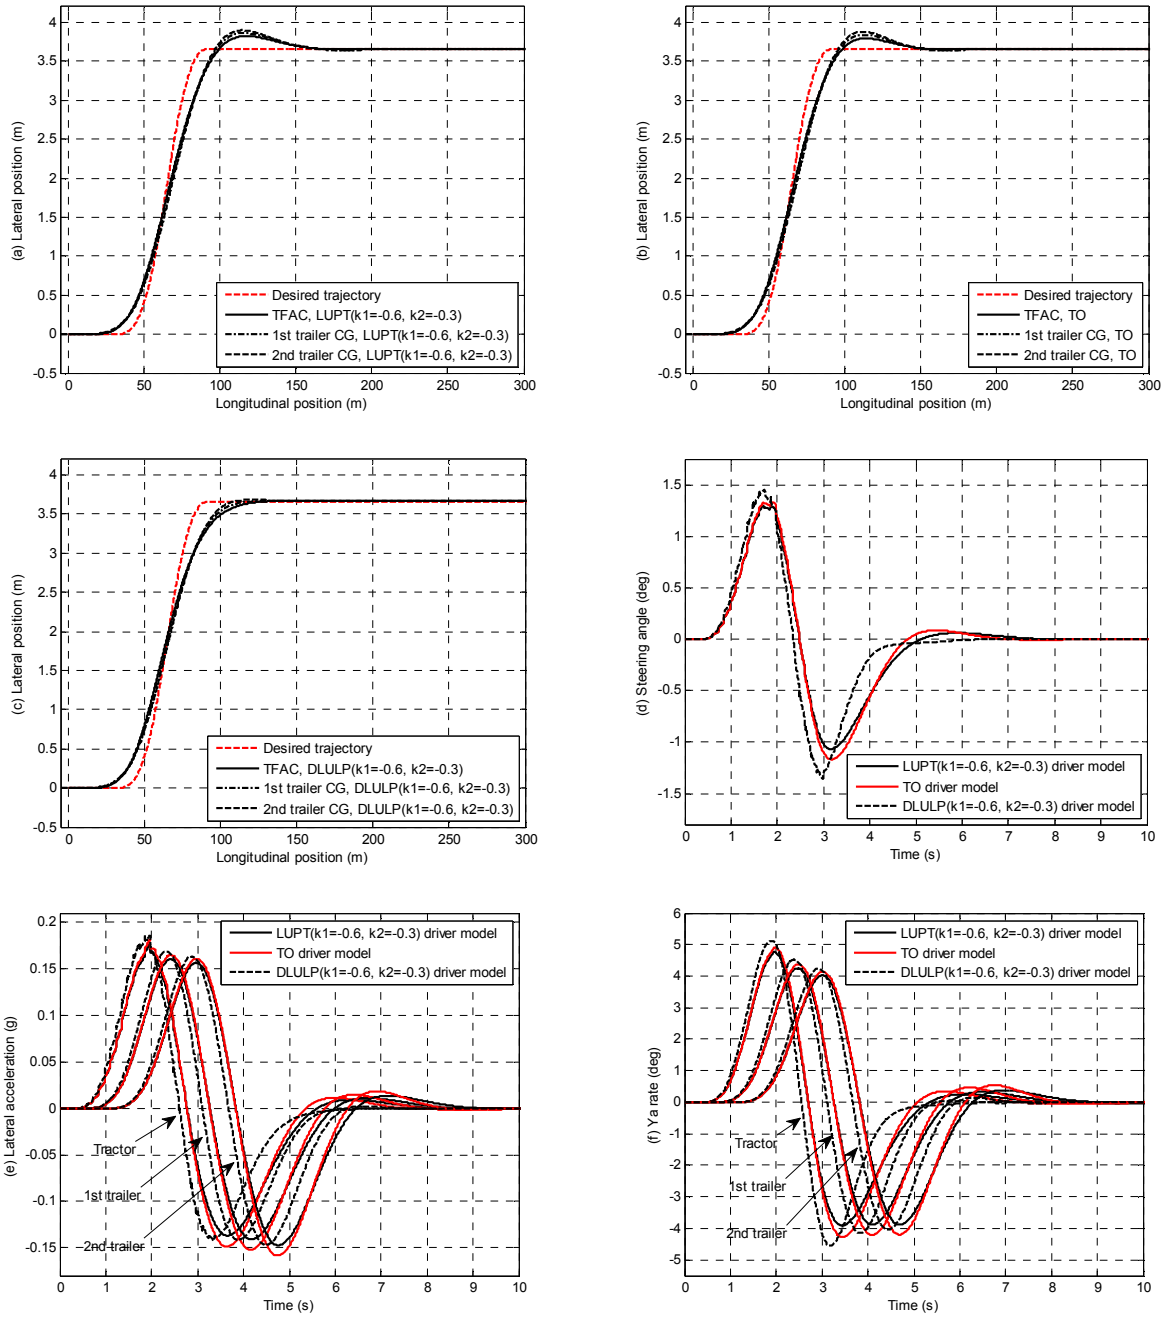 4
3.5
3
2.5
2
1.5
1
0.5
0
-0.5
(a) Lateral position (m)
Desired trajectory
TFAC, LUPT(k1=-0.6, k2=-0.3)
1st trailer CG, LUPT(k1=-0.6, k2=-0.3)
2nd trailer CG, LUPT(k1=-0.6, k2=-0.3)
0 50 100 150 200 250 300
Longitudinal position (m)
4
3.5
3
2.5
2
1.5
1
0.5
0
-0.5
(b) Lateral position (m)
Desired trajectory
TFAC, TO
1st trailer CG, TO
2nd trailer CG, TO
0 50 100 150 200 250 300
Longitudinal position (m)
4
3.5
3
2.5
2
1.5
1
0.5
0
-0.5
(c) Lateral position (m)
Desired trajectory
TFAC, DLULP(k1=-0.6, k2=-0.3)
1st trailer CG, DLULP(k1=-0.6, k2=-0.3)
2nd trailer CG, DLULP(k1=-0.6, k2=-0.3)
0 50 100 150 200 250 300
Longitudinal position (m)
1.5
1
0.5
0
-0.5
-1
-1.5
(d) Steering angle (deg)
LUPT(k1=-0.6, k2=-0.3) driver model
TO driver model
DLULP(k1=-0.6, k2=-0.3) driver model
0 1 2 3 4 5 6 7 8 9 10
Time (s)
0.2
0.15
0.1
0.05
0
-0.05
-0.1
-0.15
(e) Lateral acceleration (g)
LUPT(k1=-0.6, k2=-0.3) driver model
TO driver model
DLULP(k1=-0.6, k2=-0.3) driver model
Tractor
1st trailer
2nd trailer
0 1 2 3 4 5 6 7 8 9 10
Time (s)
6
5
4
3
2
1
0
-1
-2
-3
-4
-5
(f) Ya rate (deg)
LUPT(k1=-0.6, k2=-0.3) driver model
TO driver model
DLULP(k1=-0.6, k2=-0.3) driver model
Tractor
1st trailer
2nd trailer
0 1 2 3 4 5 6 7 8 9 10
Time (s)